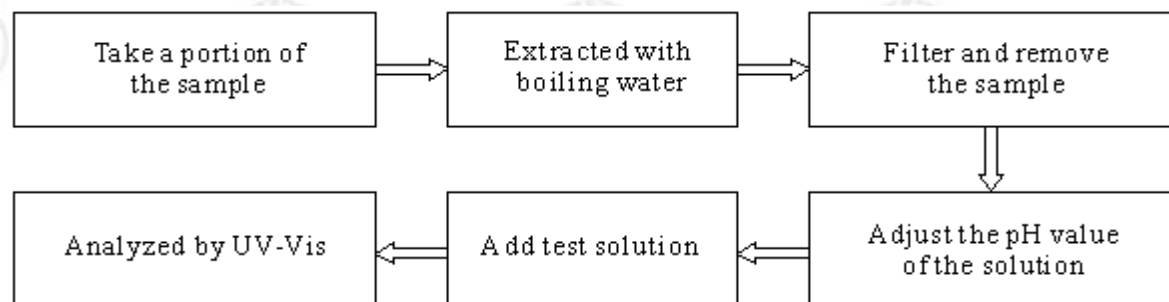 Take a portion of
the sample
Extracted with
boiling water
Filter and remove
the sample
Adjust the pH value
of the solution
Add test solution
Analyzed by UV-Vis